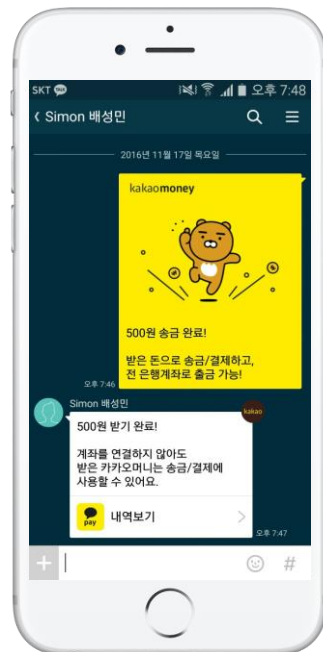 SKT 오후 7:48
Simon 배성민
2016년 11월 17일 목요일
kakaomoney
500원 송금 완료!
받은 돈으로 송금/결제하고,
전 은행계좌로 출금 가능!
오후 7:46
Simon 배성민
kakao
500원 받기 완료!
계좌를 연결하지 않아도
받은 카카오머니는 송금/결제에
사용할 수 있어요.
pay 내역보기
오후 7:47
+ #